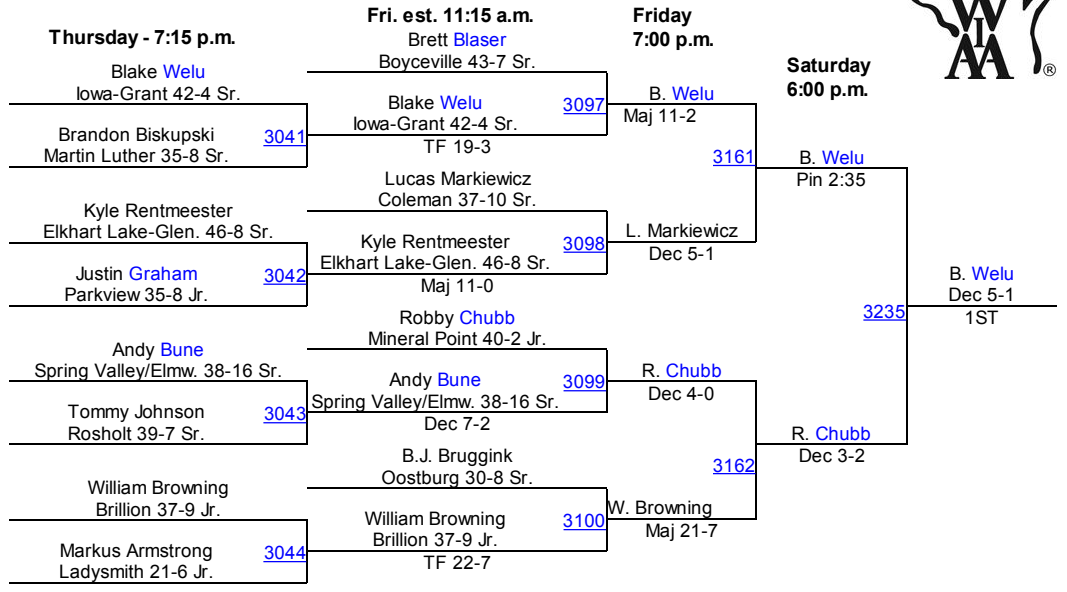 Thursday - 7:15 p.m.
Blake Welu
Iowa-Grant 42-4 Sr.
3041
Brandon Biskupski
Martin Luther 35-8 Sr.
Kyle Rentmeester
Elkhart Lake-Glen. 46-8 Sr.
3042
Justin Graham
Parkview 35-8 Jr.
Andy Bune
Spring Valley/Elmw. 38-16 Sr.
3043
Tommy Johnson
Rosholt 39-7 Sr.
William Browning
Brillion 37-9 Jr.
3044
Markus Armstrong
Ladysmith 21-6 Jr.
Fri. est. 11:15 a.m.
Brett Blaser
Boyceville 43-7 Sr.
3097
Blake Welu
Iowa-Grant 42-4 Sr.
TF 19-3
Lucas Markiewicz
Coleman 37-10 Sr.
3098
Kyle Rentmeester
Elkhart Lake-Glen. 46-8 Sr.
Maj 11-0
Robby Chubb
Mineral Point 40-2 Jr.
3099
Andy Bune
Spring Valley/Elmw. 38-16 Sr.
Dec 7-2
B.J. Bruggink
Oostburg 30-8 Sr.
3100
William Browning
Brillion 37-9 Jr.
TF 22-7
Friday
7:00 p.m.
B. Welu
Maj 11-2
3161
L. Markiewicz
Dec 5-1
R. Chubb
Dec 4-0
3162
W. Browning
Maj 21-7
Saturday
6:00 p.m.
B. Welu
Pin 2:35
3235
R. Chubb
Dec 3-2
B. Welu
Dec 5-1
1ST
WIAA
®